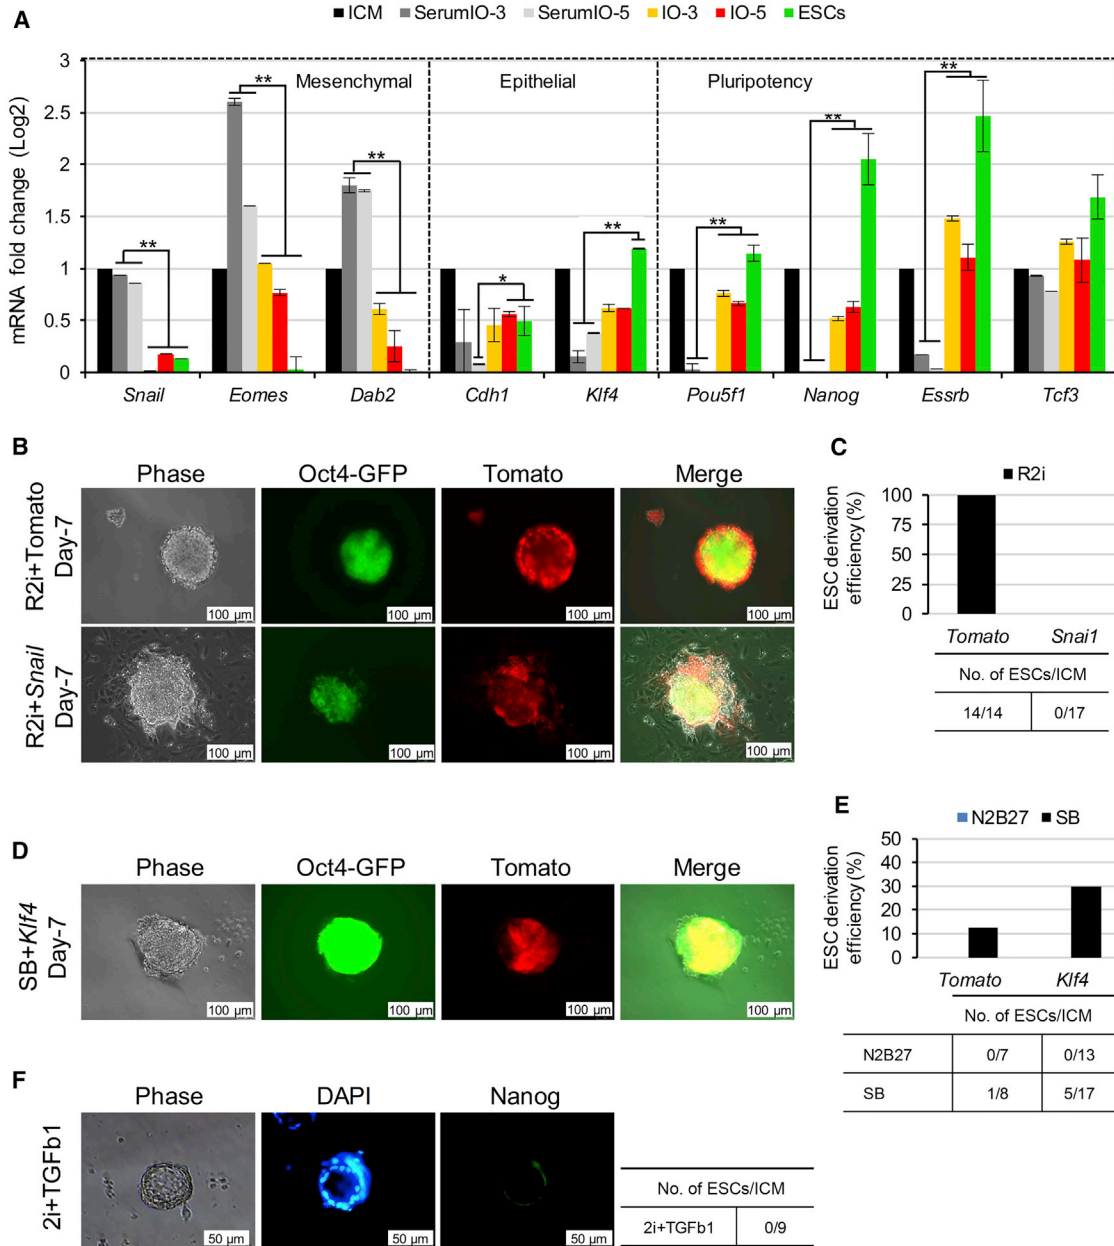 A
ICM SerumIO-3 SerumIO-5 IO-3 IO-5 ESCs
mRNA fold change (Log2)
3
2.5
2
1.5
1
0.5
0
Mesenchymal Epithelial Pluripotency
** ** ** * ** ** ** **
Snail Eomes Dab2 Cdh1 Klf4 Pou5f1 Nanog Essrb Tcf3
B
Phase Oct4-GFP Tomato Merge
R2i+Tomato
Day-7
100 µm 100 µm 100 µm 100 µm
R2i+Snail
Day-7
100 µm 100 µm 100 µm 100 µm
C
R2i
ESC derivation
efficiency (%)
100
75
50
25
0
Tomato Snai1
No. of ESCs/ICM
14/14 0/17
D
Phase Oct4-GFP Tomato Merge
SB+Klf4
Day-7
100 µm 100 µm 100 µm 100 µm
E
N2B27 SB
ESC derivation
efficiency (%)
50
40
30
20
10
0
Tomato Klf4
No. of ESCs/ICM
N2B27 0/7 0/13
SB 1/8 5/17
F
Phase DAPI Nanog
2i+TGFb1
50 µm 50 µm 50 µm
No. of ESCs/ICM
2i+TGFb1 0/9